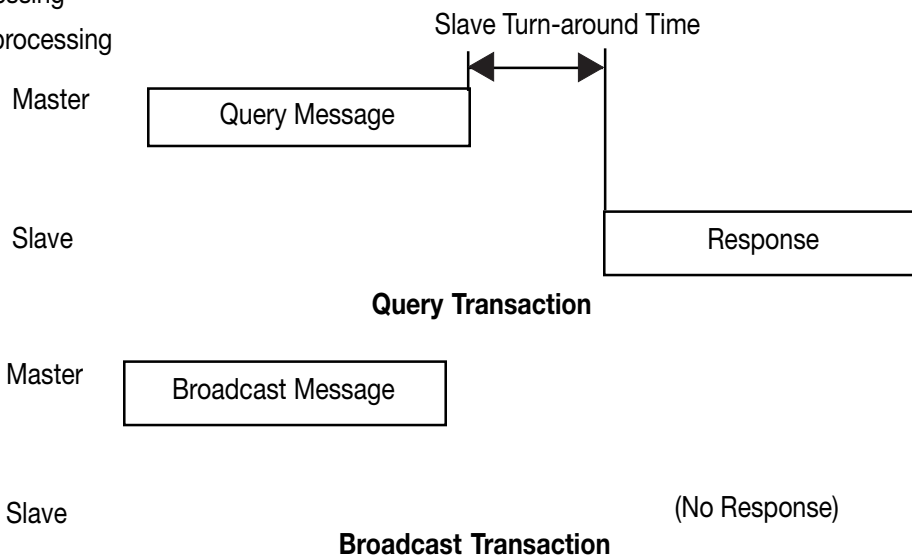 processing
Slave Turn-around Time
Master
Query Message
Slave
Response
Query Transaction
Master
Broadcast Message
Slave
(No Response)
Broadcast Transaction